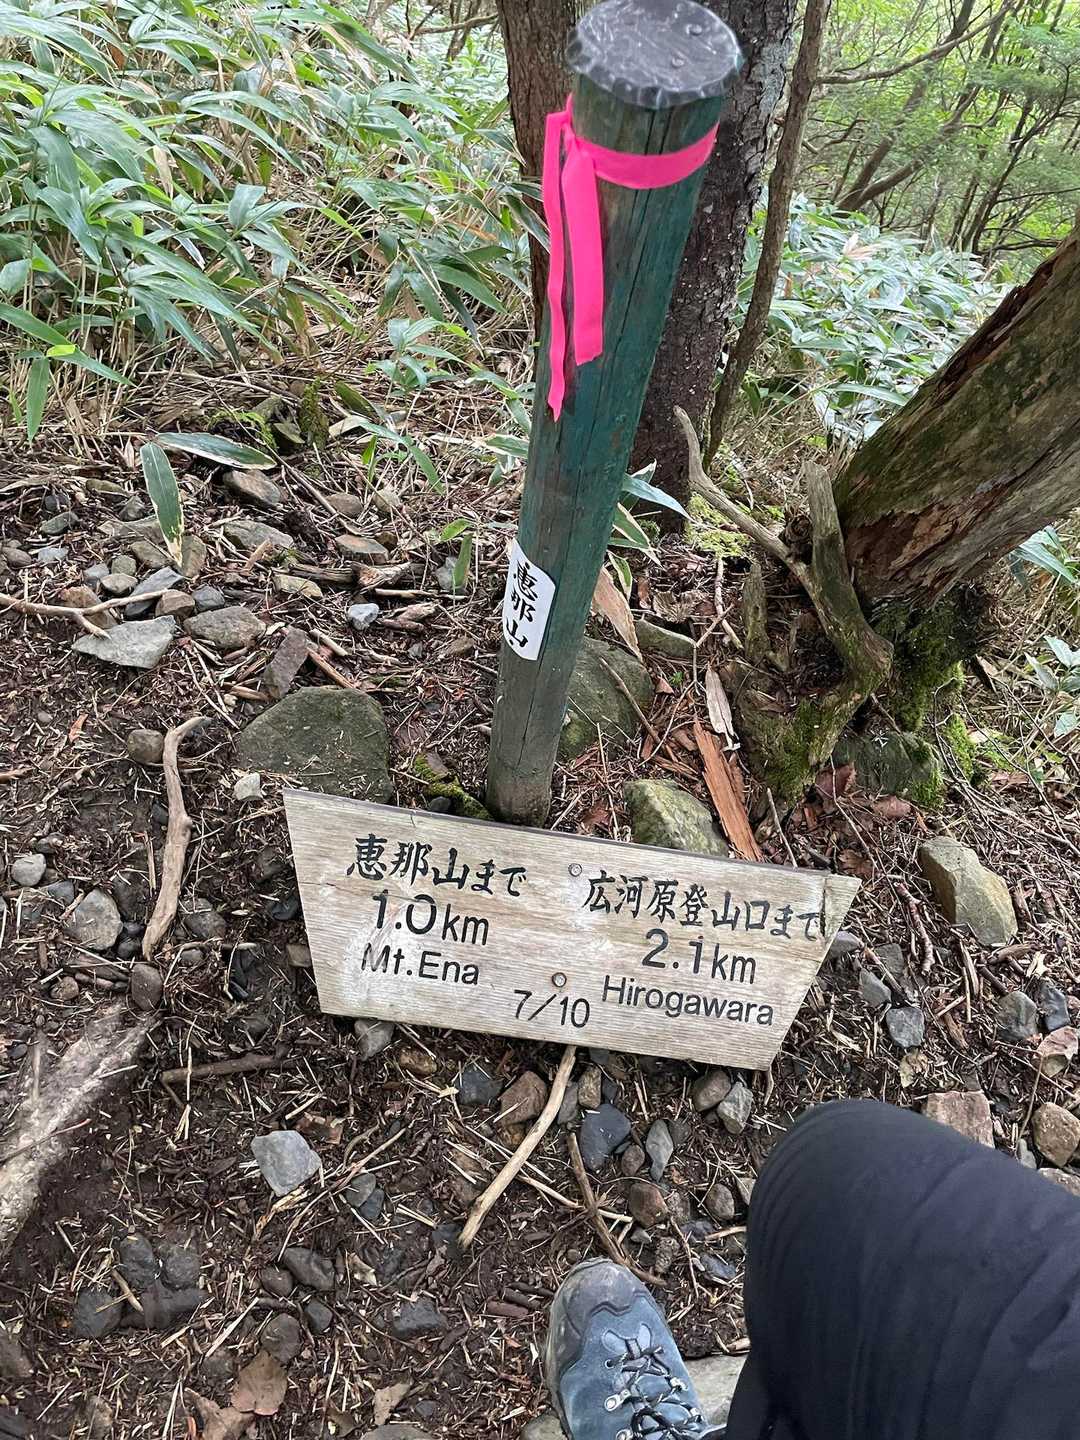 恵那山
恵那山まで
1.0km
Mt.Ena
広河原登山口まで
2.1km
Hirogawara
7/10